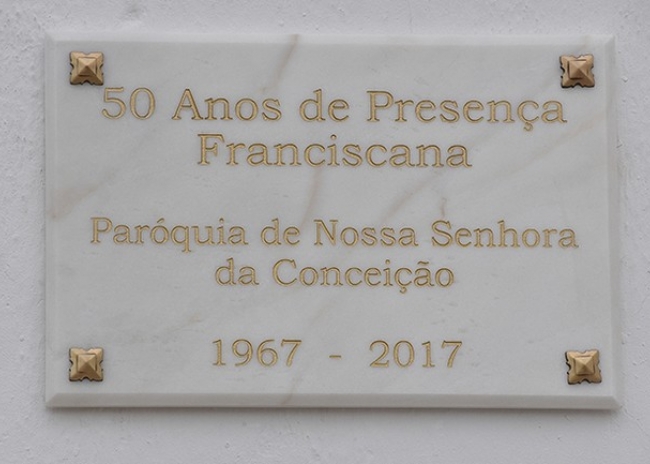 50 Anos de Presença
Franciscana
Paróquia de Nossa Senhora
da Conceição
1967 - 2017